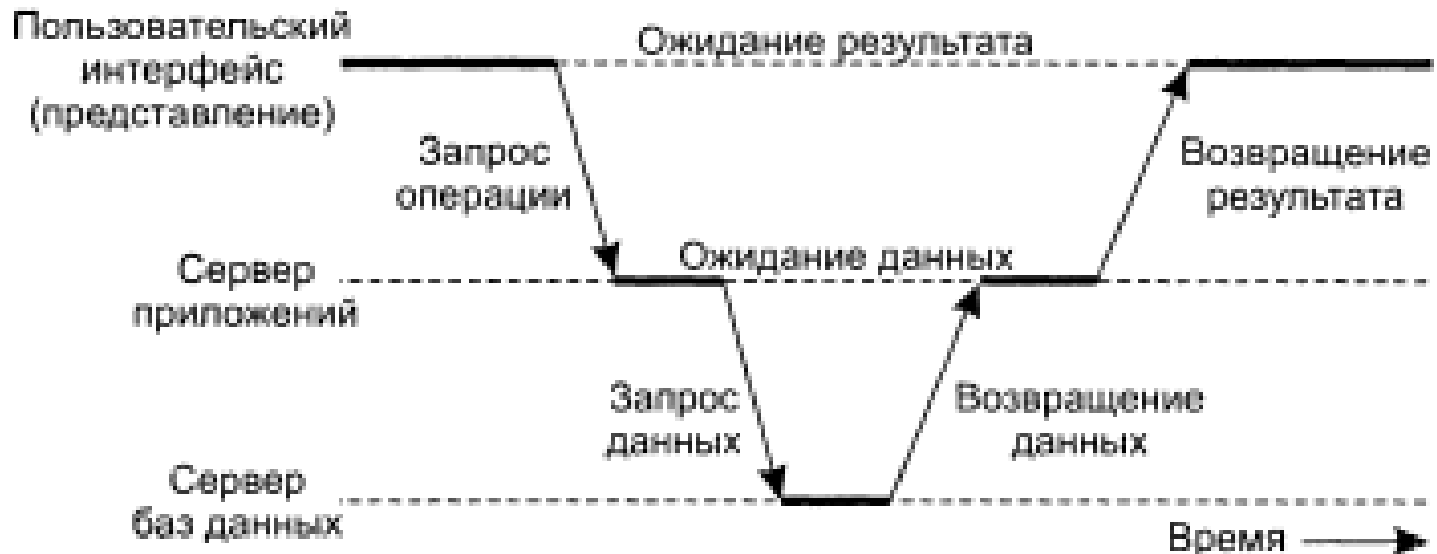 Пользовательский
интерфейс
(представление)
Ожидание результата
Запрос
операции
Возвращение
результата
Сервер
приложений
Ожидание данных
Запрос
данных
Возвращение
данных
Сервер
баз данных
Время